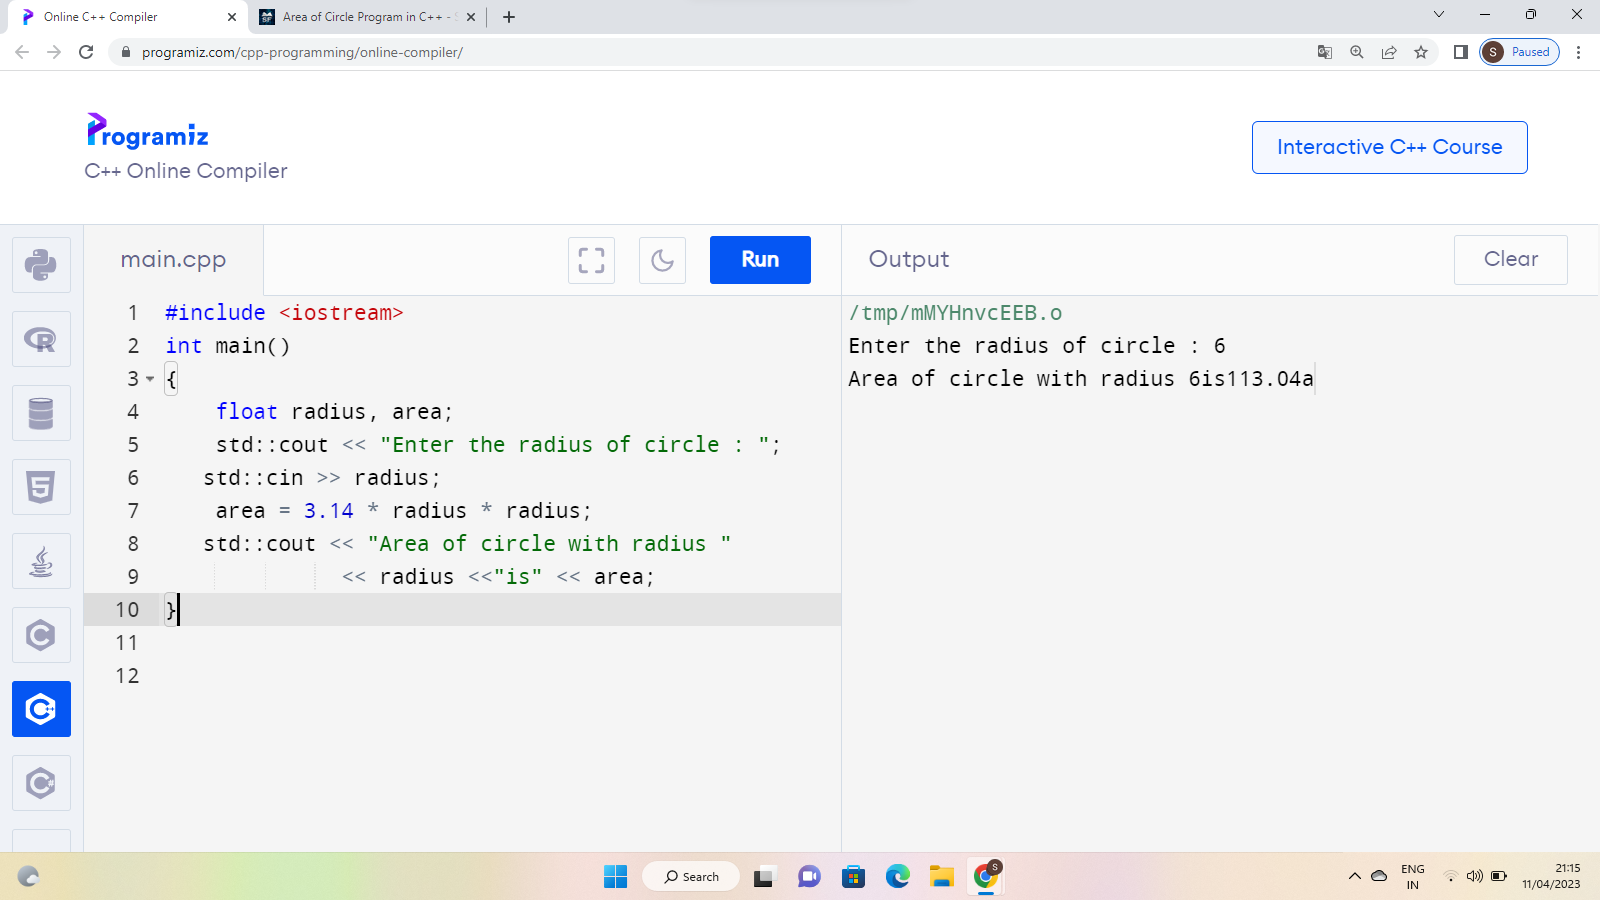 Online C++ Compiler
Area of Circle Program in C++ -
programiz.com/cpp-programming/online-compiler/
S
Paused
Programiz
C++ Online Compiler
Interactive C++ Course
main.cpp
Run
Output
Clear
1 #include <iostream>
2 int main()
3 {
4 float radius, area;
5 std::cout << "Enter the radius of circle : ";
6 std::cin >> radius;
7 area = 3.14 * radius * radius;
8 std::cout << "Area of circle with radius "
9 << radius <<"is" << area;
10 }
11
12
/tmp/mMYHnvcEEB.o
Enter the radius of circle : 6
Area of circle with radius 6is113.04a
Search
S
ENG
IN
21:15
11/04/2023